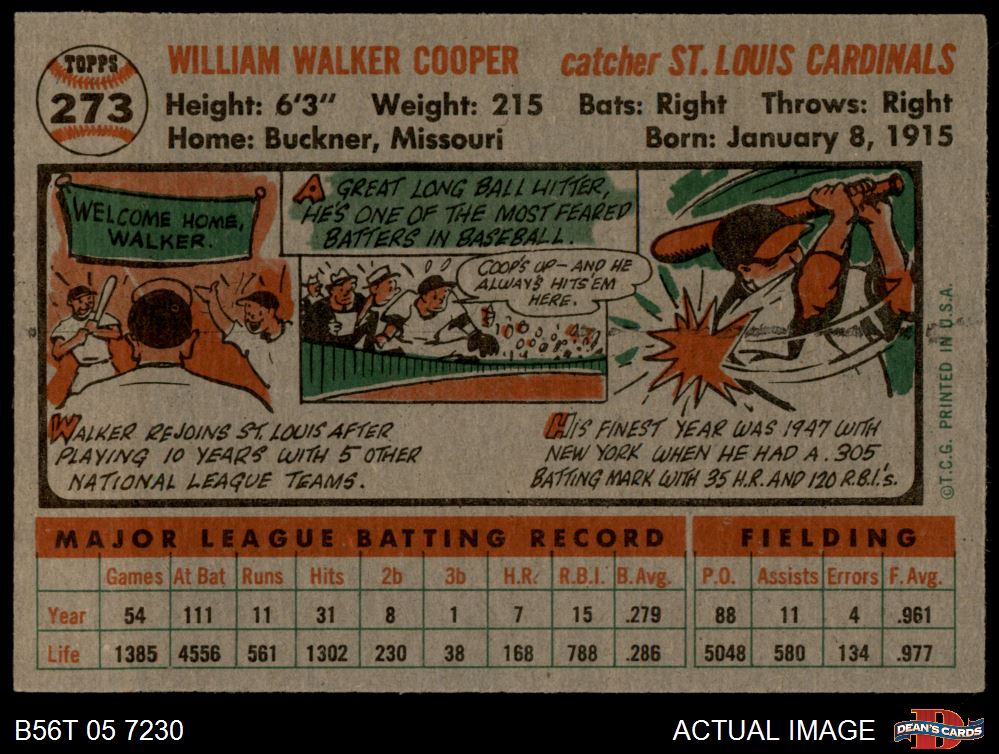 TOPPS
273
WILLIAM WALKER COOPER catcher ST. LOUIS CARDINALS
Height: 6'3" Weight: 215 Bats: Right Throws: Right
Home: Buckner, Missouri Born: January 8, 1915
WELCOME HOME,
WALKER.
A GREAT LONG BALL HITTER,
HE'S ONE OF THE MOST FEARED
BATTERS IN BASEBALL.
COOP'S UP — AND HE
ALWAYS HITS 'EM
HERE.
WALKER REJOINS ST. LOUIS AFTER
PLAYING 10 YEARS WITH 5 OTHER
NATIONAL LEAGUE TEAMS.
HIS FINEST YEAR WAS 1947 WITH
NEW YORK WHEN HE HAD A .305
BATTING MARK WITH 35 H.R. AND 120 R.B.I.'s.
©T.C.G. PRINTED IN U.S.A.
MAJOR LEAGUE BATTING RECORD FIELDING
Games At Bat Runs Hits 2b 3b H.R. R.B.I. B.Avg. P.O. Assists Errors F. Avg.
Year 54 111 11 31 8 1 7 15 .279 88 11 4 .961
Life 1385 4556 561 1302 230 38 168 788 .286 5048 580 134 .977
B56T 05 7230 ACTUAL IMAGE
DEAN'S CARDS